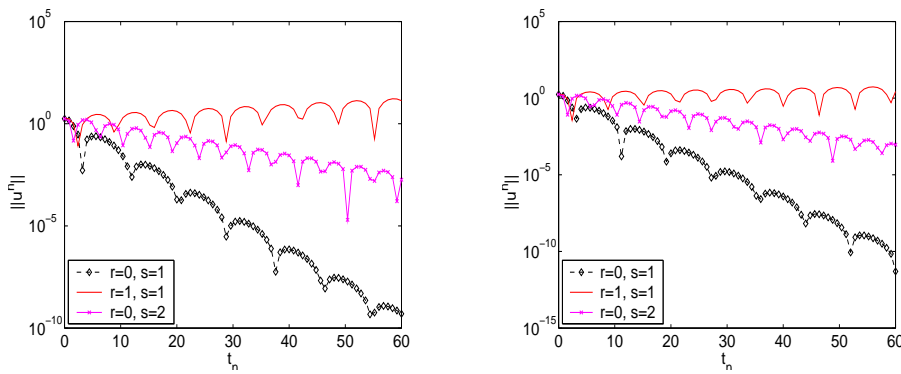 10^5
10^0
10^-5
10^-10
||u^n||
0 10 20 30 40 50 60
t_n
r=0, s=1
r=1, s=1
r=0, s=2
10^5
10^0
10^-5
10^-10
10^-15
||u^n||
0 10 20 30 40 50 60
t_n
r=0, s=1
r=1, s=1
r=0, s=2